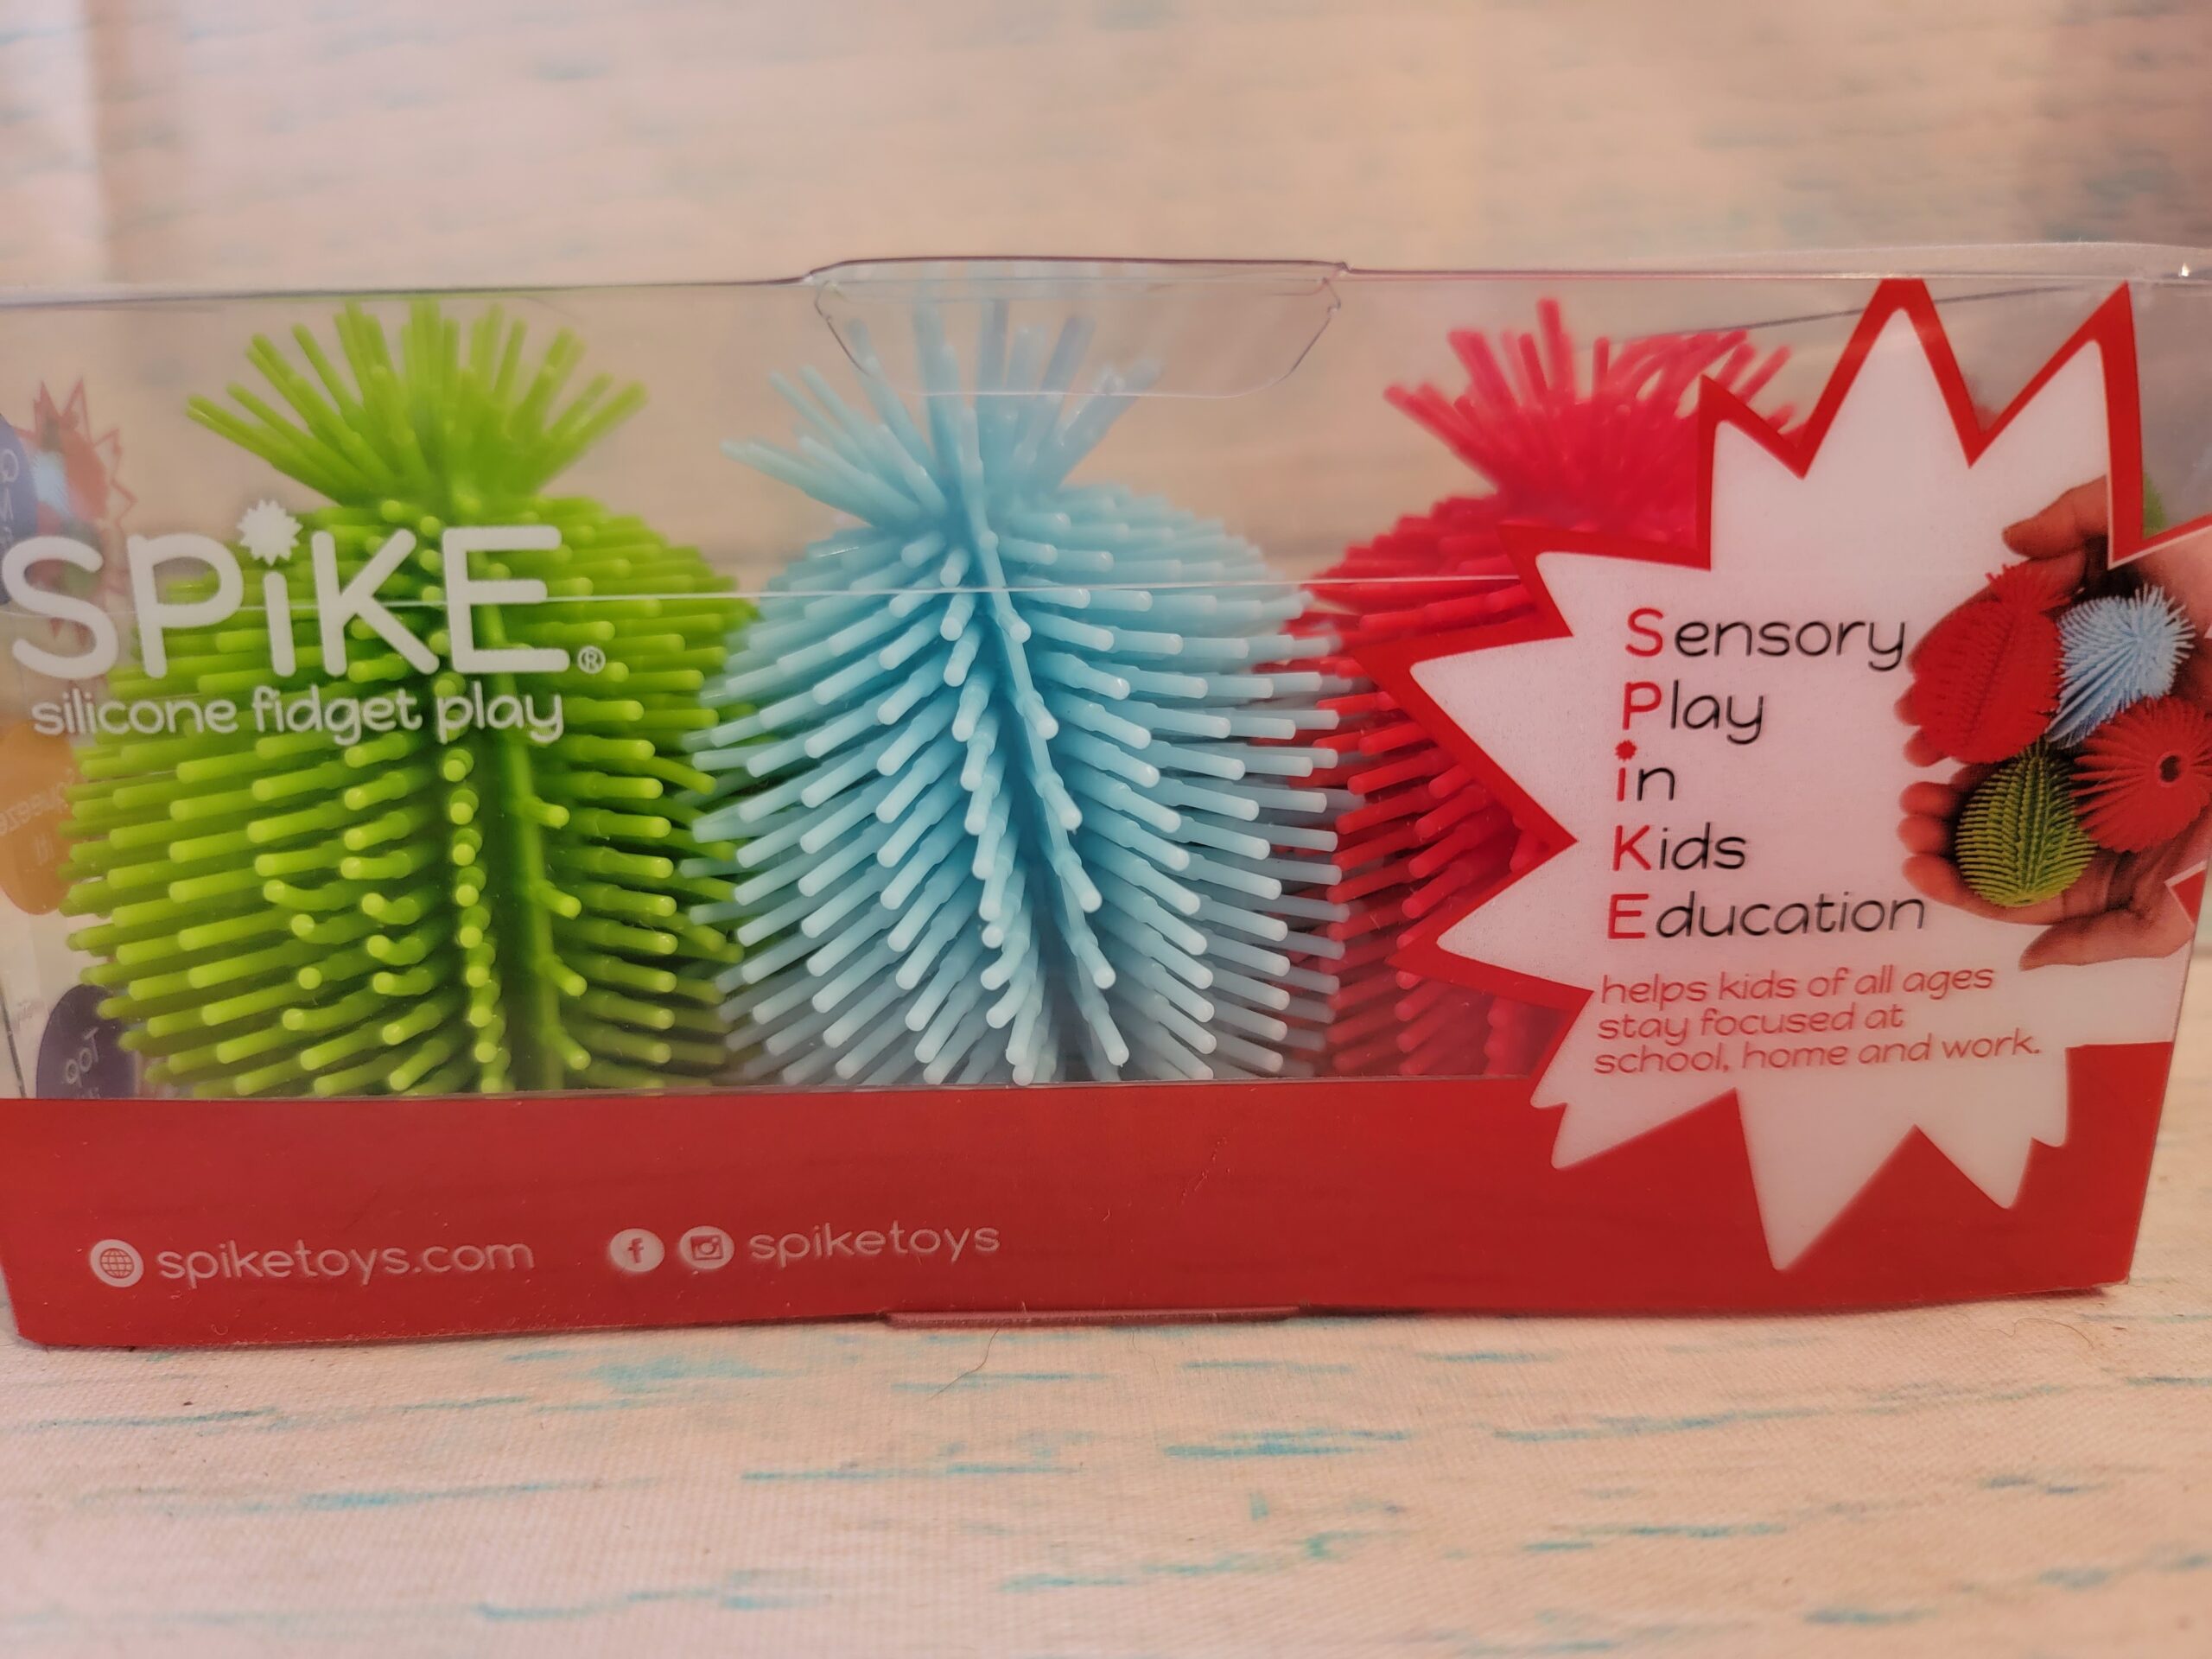 SPiKE®
silicone fidget play
Sensory
Play
in
Kids
Education
helps kids of all ages
stay focused at
school, home and work.
spiketoys.com
spiketoys